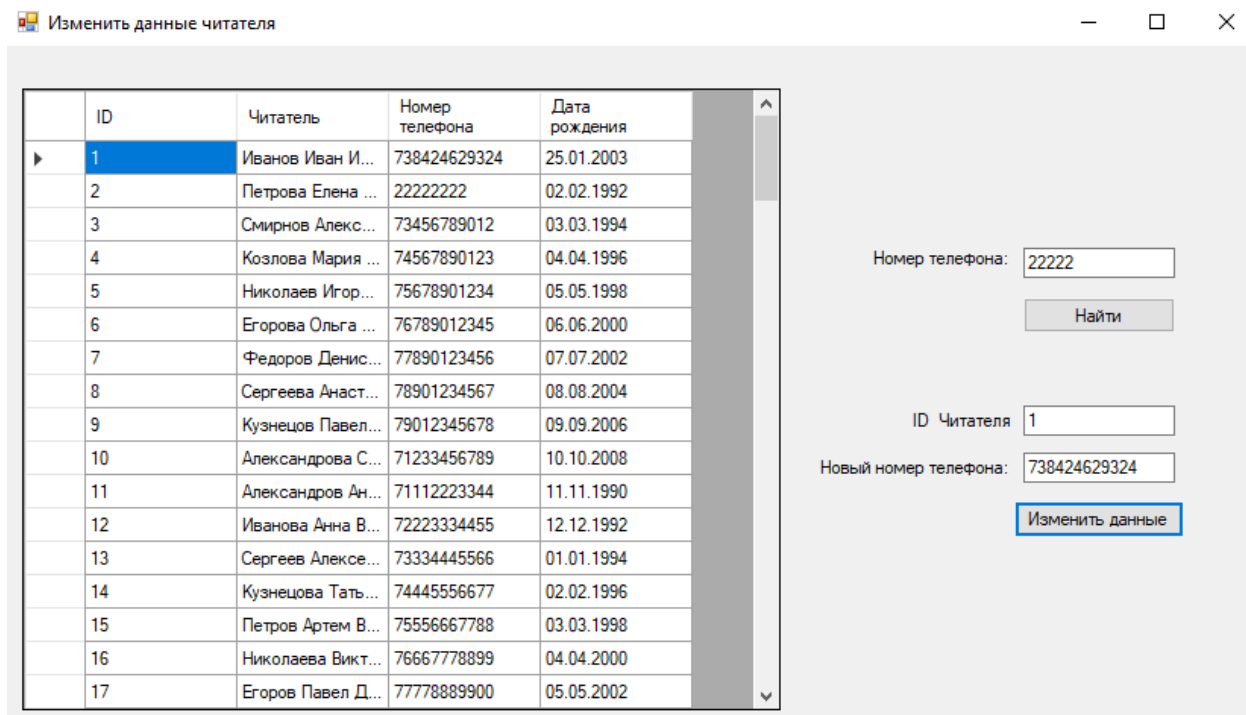 Изменить данные читателя
ID Читатель Номер телефона Дата рождения
1 Иванов Иван И... 738424629324 25.01.2003
2 Петрова Елена ... 22222222 02.02.1992
3 Смирнов Алекс... 73456789012 03.03.1994
4 Козлова Мария ... 74567890123 04.04.1996
5 Николаев Игор... 75678901234 05.05.1998
6 Егорова Ольга ... 76789012345 06.06.2000
7 Федоров Денис... 77890123456 07.07.2002
8 Сергеева Анаст... 78901234567 08.08.2004
9 Кузнецов Павел... 79012345678 09.09.2006
10 Александрова С... 71233456789 10.10.2008
11 Александров Ан... 71112223344 11.11.1990
12 Иванова Анна В... 72223334455 12.12.1992
13 Сергеев Алексе... 73334445566 01.01.1994
14 Кузнецова Тать... 74445556677 02.02.1996
15 Петров Артем В... 75556667788 03.03.1998
16 Николаева Викт... 76667778899 04.04.2000
17 Егоров Павел Д... 77778889900 05.05.2002
Номер телефона: 22222
Найти
ID Читателя 1
Новый номер телефона: 738424629324
Изменить данные